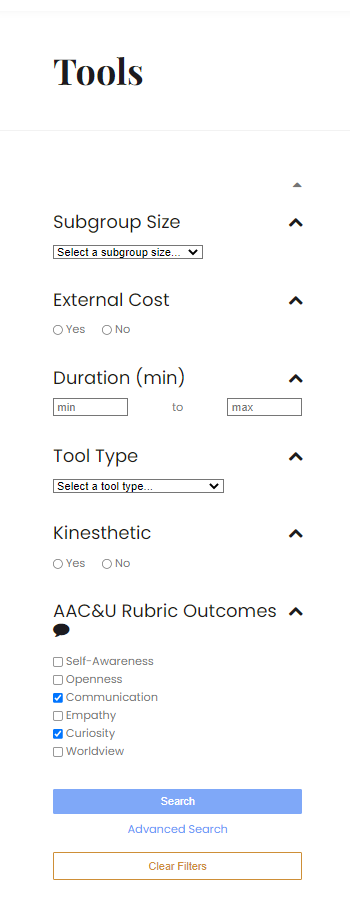 Tools
Subgroup Size
Select a subgroup size...
External Cost
Yes No
Duration (min)
min to max
Tool Type
Select a tool type...
Kinesthetic
Yes No
AAC&U Rubric Outcomes
Self-Awareness
Openness
Communication
Empathy
Curiosity
Worldview
Search
Advanced Search
Clear Filters